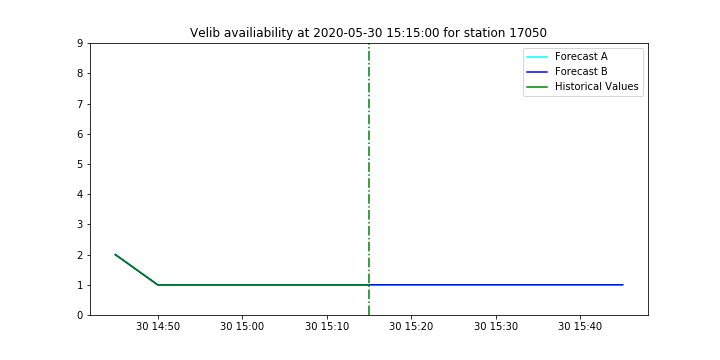 Velib availiability at 2020-05-30 15:15:00 for station 17050
9
8
7
6
5
4
3
2
1
0
Forecast A
Forecast B
Historical Values
30 14:50 30 15:00 30 15:10 30 15:20 30 15:30 30 15:40